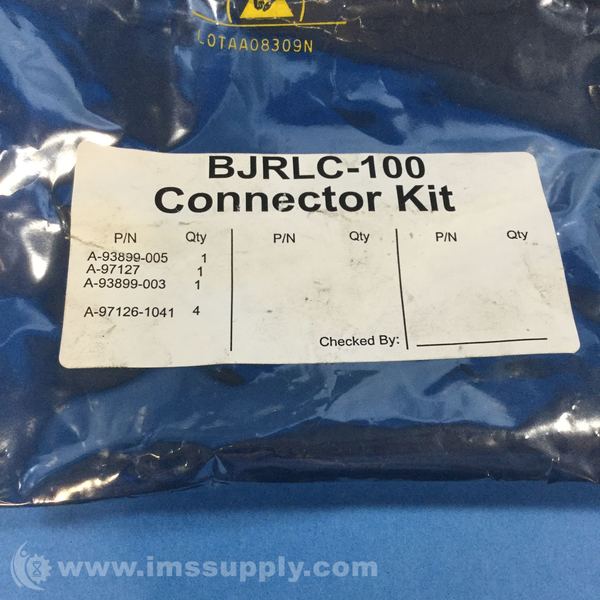 LOTAA08309N
BJRLC-100
Connector Kit
P/N Qty P/N Qty P/N Qty
A-93899-005 1
A-97127 1
A-93899-003 1
A-97126-1041 4
Checked By:
www.imssupply.com